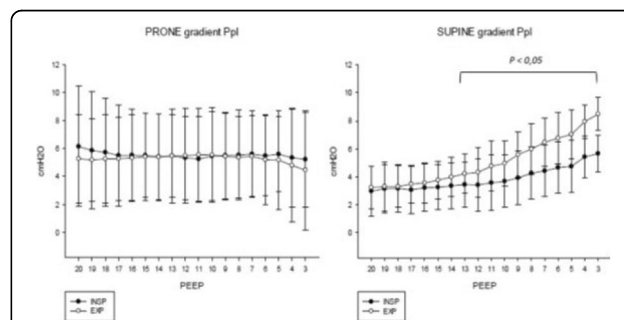 PRONE gradient Ppl
cmH2O
12
10
8
6
4
2
0
20 19 18 17 16 15 14 13 12 11 10 9 8 7 6 5 4 3
PEEP
INSP
EXP
SUPINE gradient Ppl
P < 0,05
cmH2O
12
10
8
6
4
2
0
20 19 18 17 16 15 14 13 12 11 10 9 8 7 6 5 4 3
PEEP
INSP
EXP